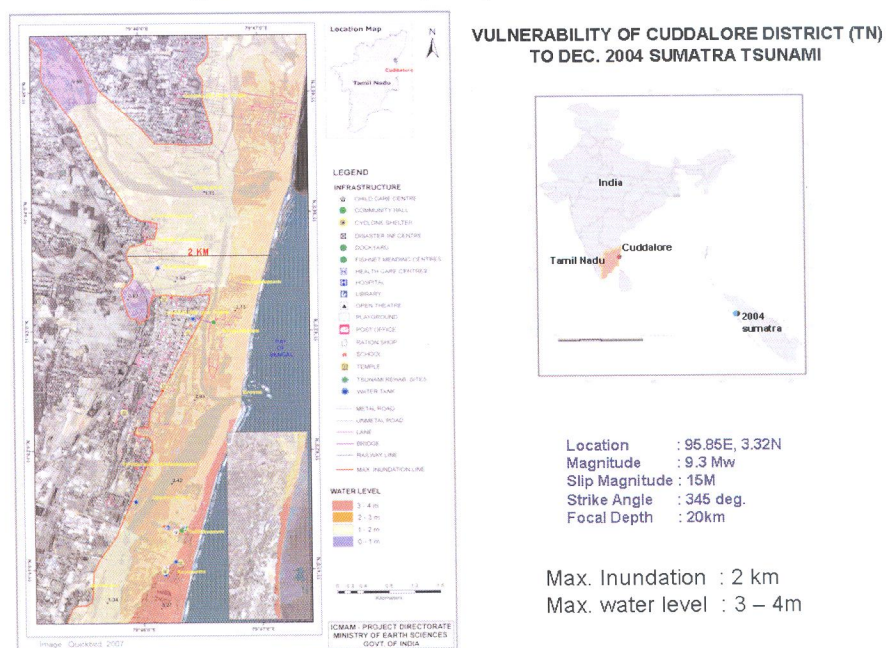 VULNERABILITY OF CUDDALORE DISTRICT (TN)
TO DEC. 2004 SUMATRA TSUNAMI
Location Map
N
Cuddalore
Tamil Nadu
2 KM
BAY
OF
BENGAL
LEGEND
INFRASTRUCTURE
CHILD CARE CENTRE
COMMUNITY HALL
CYCLONE SHELTER
DISASTER INF.CENTRE
DOCKYARD
FISHNET MENDING CENTRES
HEALTH CARE CENTRES
HOSPITAL
LIBRARY
OPEN THEATRE
PLAYGROUND
POST OFFICE
RATION SHOP
SCHOOL
TEMPLE
TSUNAMI REHAB. SITES
WATER TANK
METAL ROAD
UNMETAL ROAD
LANE
BRIDGE
RAILWAY LINE
MAX. INUNDATION LINE
WATER LEVEL
3 - 4 m
2 - 3 m
1 - 2 m
0 - 1 m
Kilometers
ICMAM - PROJECT DIRECTORATE
MINISTRY OF EARTH SCIENCES
GOVT. OF INDIA
Image Quickbird, 2007
India
Cuddalore
Tamil Nadu
2004
sumatra
Location : 95.85E, 3.32N
Magnitude : 9.3 Mw
Slip Magnitude : 15M
Strike Angle : 345 deg.
Focal Depth : 20km
Max. Inundation : 2 km
Max. water level : 3 – 4m